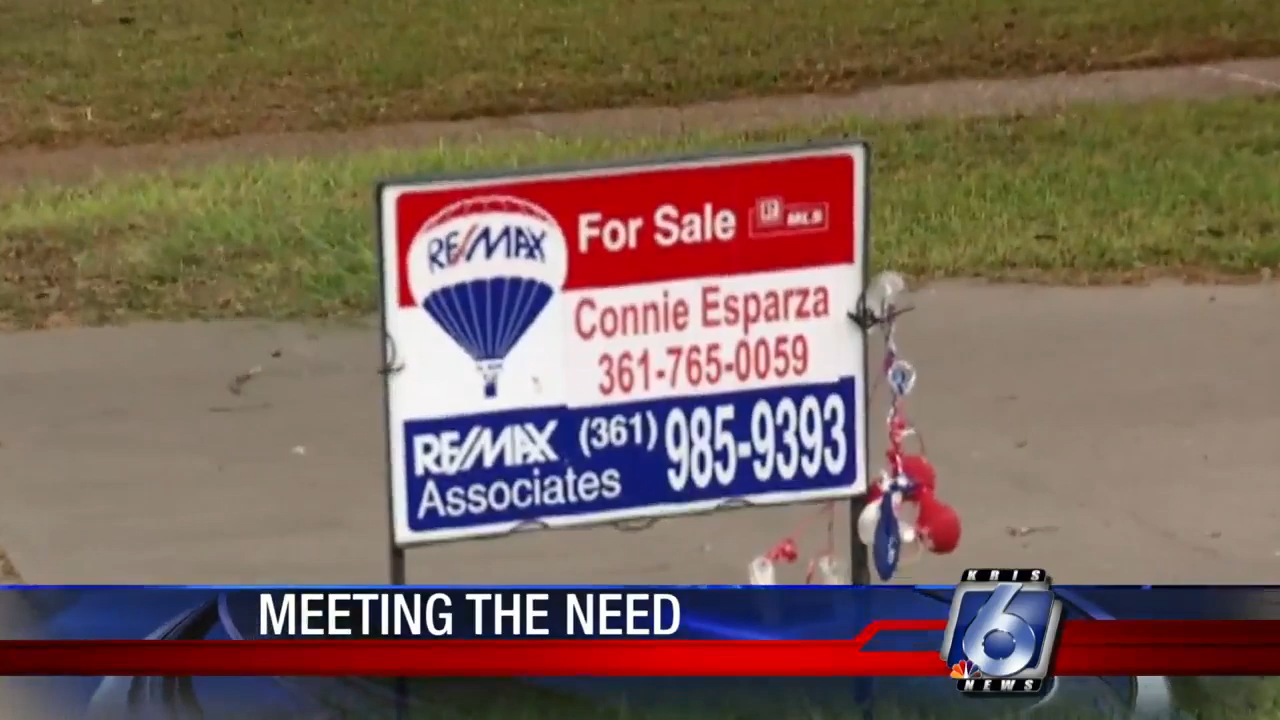 RE/MAX
For Sale
MLS
Connie Esparza
361-765-0059
RE/MAX (361) 985-9393
Associates
MEETING THE NEED
KRIS
6
NEWS